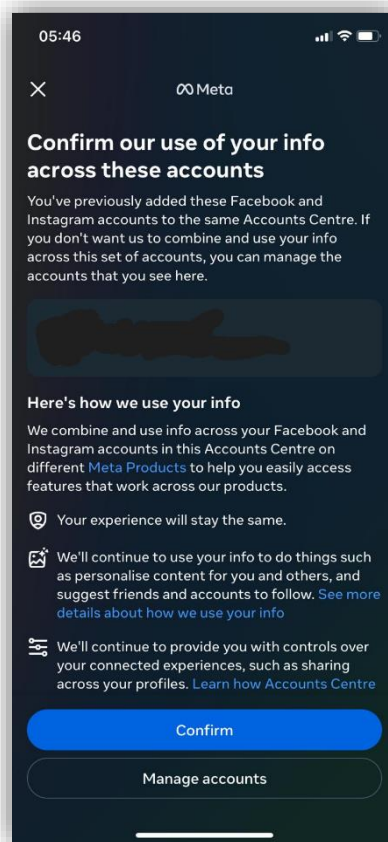 05:46
Meta
Confirm our use of your info
across these accounts
You've previously added these Facebook and
Instagram accounts to the same Accounts Centre. If
you don't want us to combine and use your info
across this set of accounts, you can manage the
accounts that you see here.
Here's how we use your info
We combine and use info across your Facebook and
Instagram accounts in this Accounts Centre on
different Meta Products to help you easily access
features that work across our products.
Your experience will stay the same.
We'll continue to use your info to do things such
as personalise content for you and others, and
suggest friends and accounts to follow. See more
details about how we use your info
We'll continue to provide you with controls over
your connected experiences, such as sharing
across your profiles. Learn how Accounts Centre
Confirm
Manage accounts